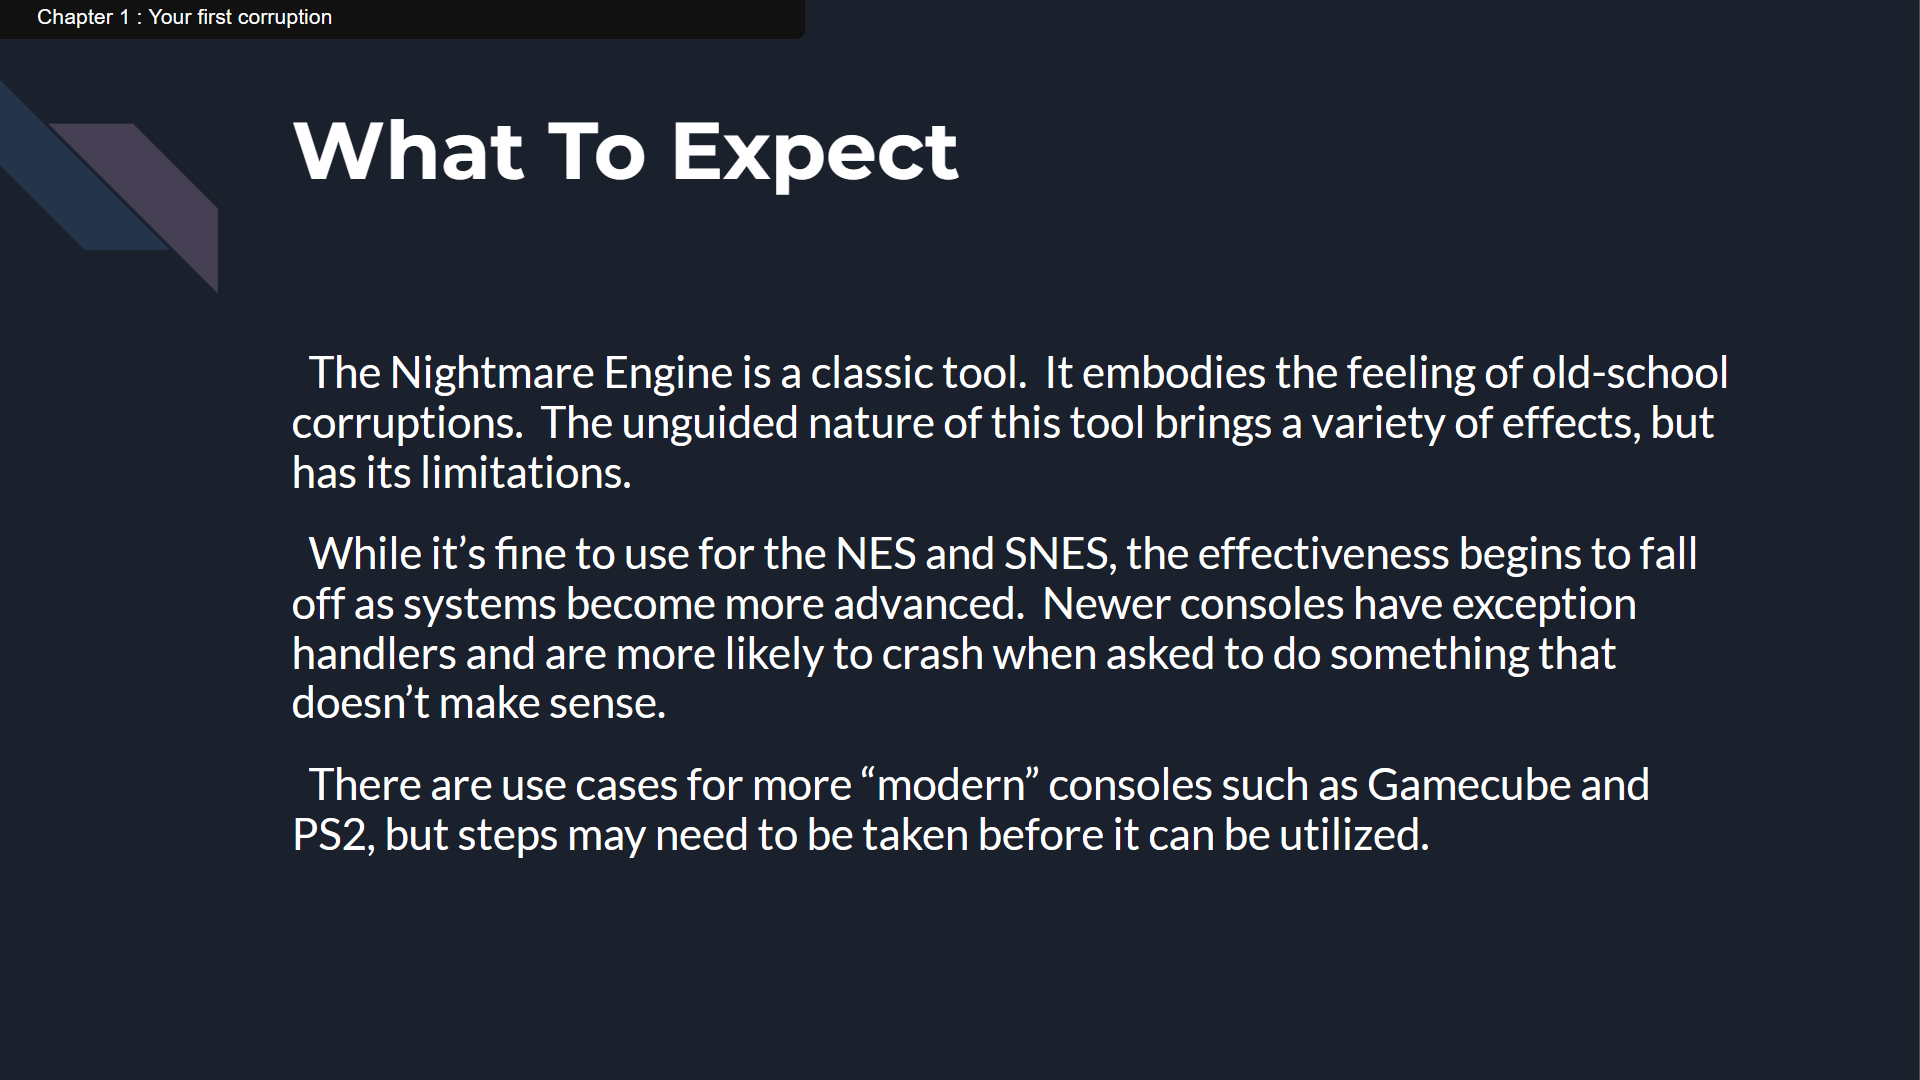 Chapter 1 : Your first corruption
What To Expect
The Nightmare Engine is a classic tool.  It embodies the feeling of old-school
corruptions.  The unguided nature of this tool brings a variety of effects, but
has its limitations.
While it’s fine to use for the NES and SNES, the effectiveness begins to fall
off as systems become more advanced.  Newer consoles have exception
handlers and are more likely to crash when asked to do something that
doesn’t make sense.
There are use cases for more “modern” consoles such as Gamecube and
PS2, but steps may need to be taken before it can be utilized.